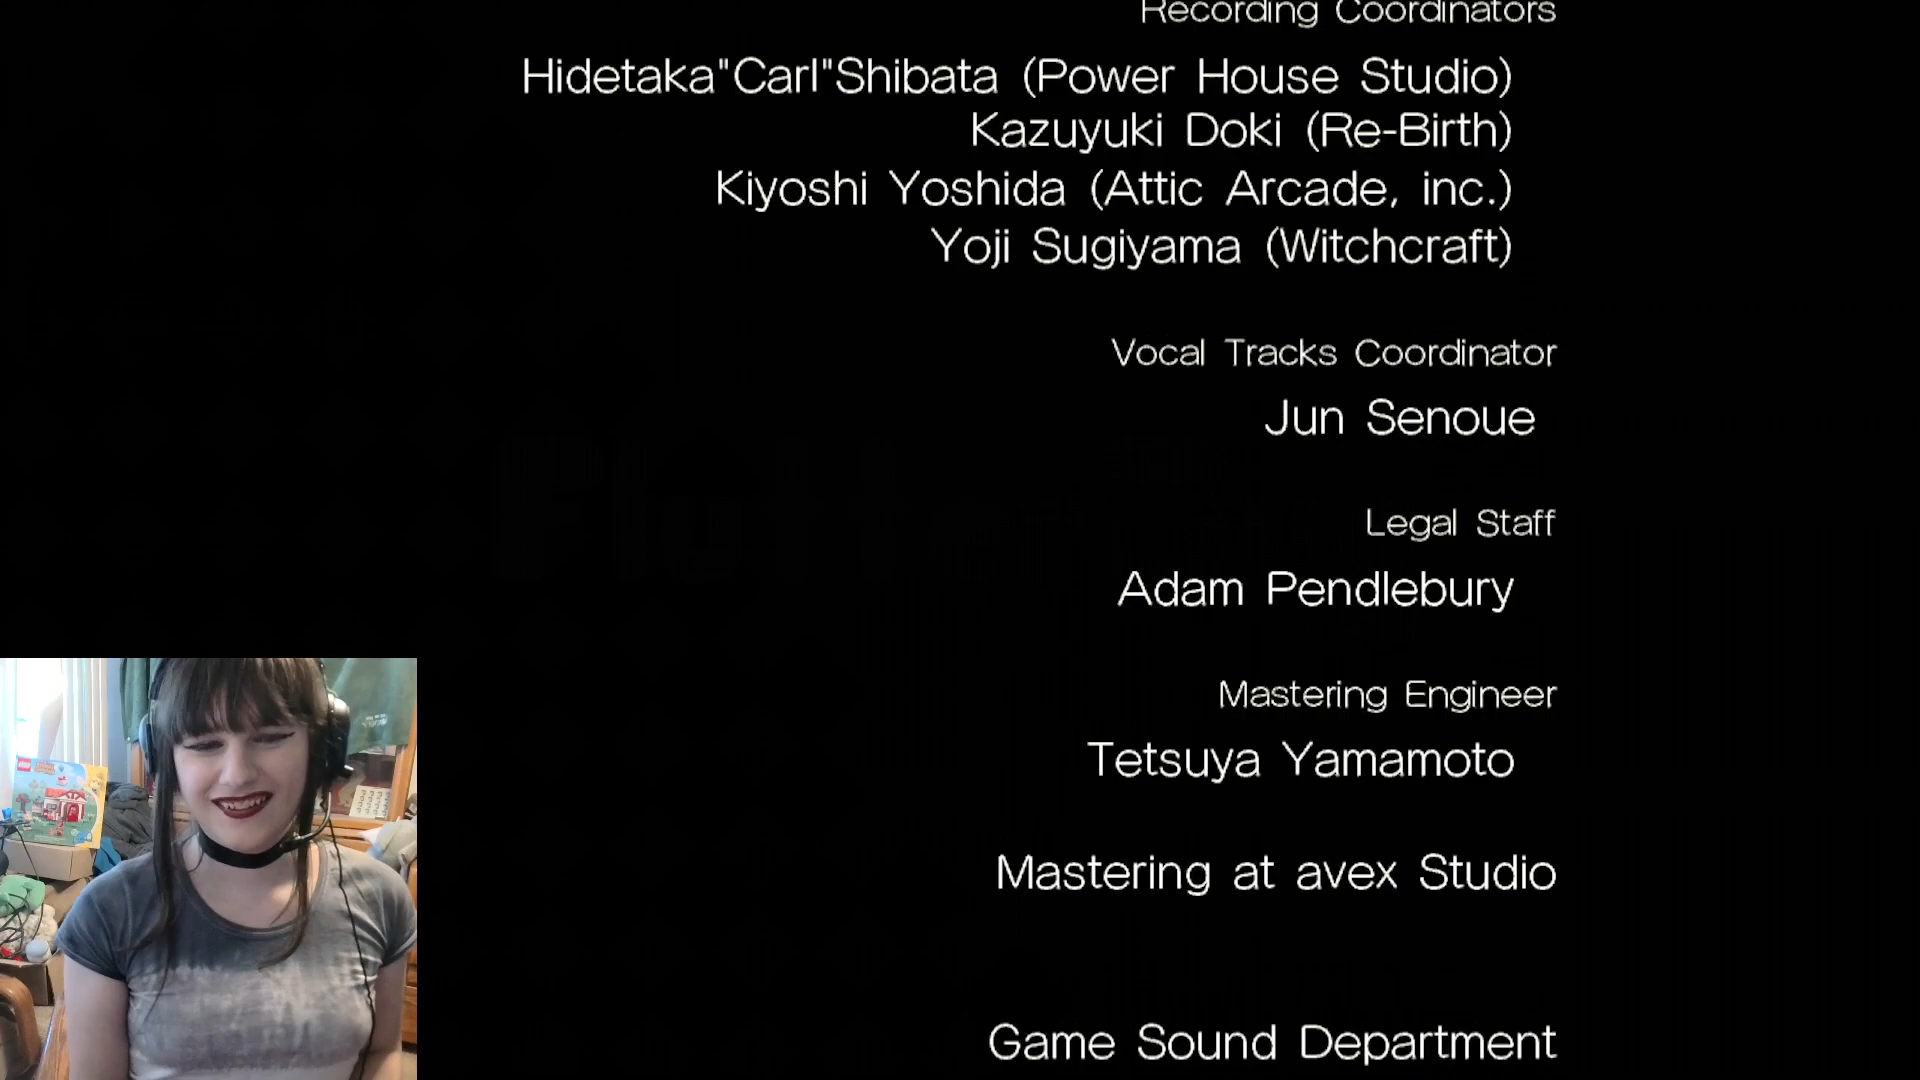 Recording Coordinators
Hidetaka"Carl"Shibata (Power House Studio)
Kazuyuki Doki (Re-Birth)
Kiyoshi Yoshida (Attic Arcade, inc.)
Yoji Sugiyama (Witchcraft)
Vocal Tracks Coordinator
Jun Senoue
Legal Staff
Adam Pendlebury
Mastering Engineer
Tetsuya Yamamoto
Mastering at avex Studio
Game Sound Department
LEGO